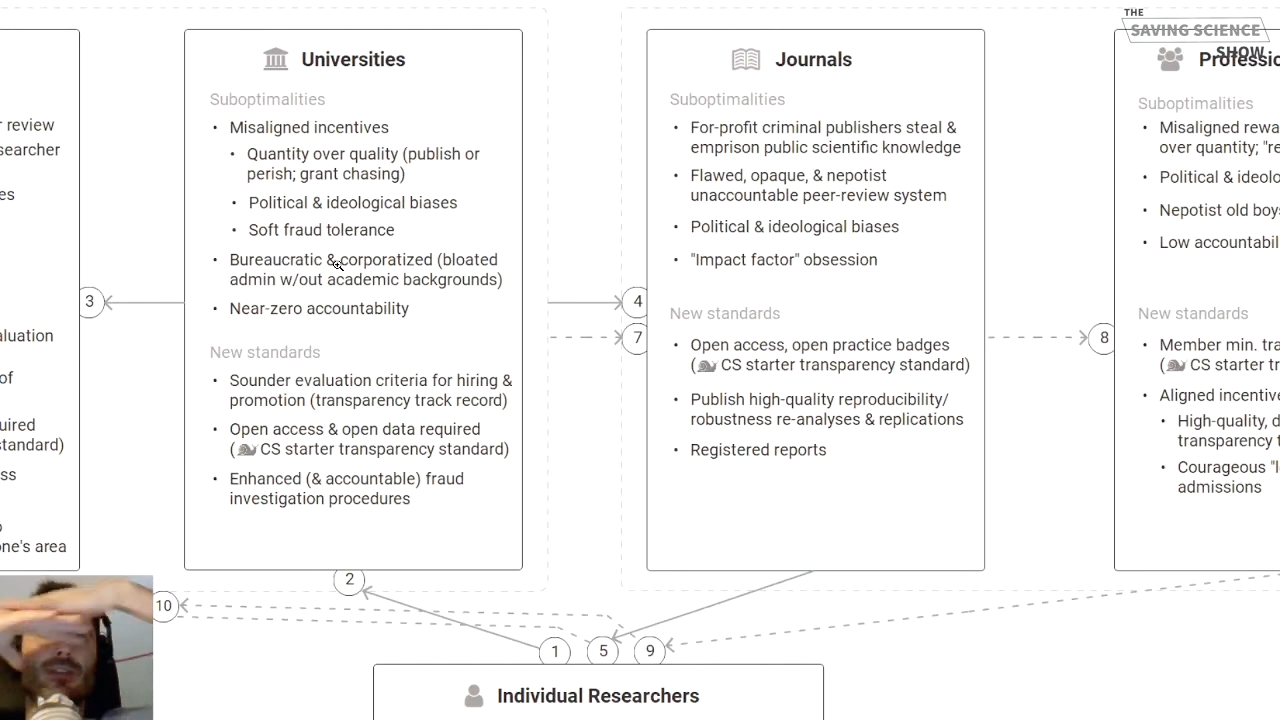 THE
SAVING SCIENCE
SHOW
r review
searcher
es
aluation
of
uired
standard)
ss
o
one's area
3
Universities
Suboptimalities
• Misaligned incentives
• Quantity over quality (publish or
perish; grant chasing)
• Political & ideological biases
• Soft fraud tolerance
• Bureaucratic & corporatized (bloated
admin w/out academic backgrounds)
• Near-zero accountability
New standards
• Sounder evaluation criteria for hiring &
promotion (transparency track record)
• Open access & open data required
( CS starter transparency standard)
• Enhanced (& accountable) fraud
investigation procedures
4
7
Journals
Suboptimalities
• For-profit criminal publishers steal &
emprison public scientific knowledge
• Flawed, opaque, & nepotist
unaccountable peer-review system
• Political & ideological biases
• "Impact factor" obsession
New standards
• Open access, open practice badges
( CS starter transparency standard)
• Publish high-quality reproducibility/
robustness re-analyses & replications
• Registered reports
8
Professio
Suboptimalities
• Misaligned rewa
over quantity; "re
• Political & ideolo
• Nepotist old boys
• Low accountabil
New standards
• Member min. tra
( CS starter tr
• Aligned incentive
• High-quality, d
transparency t
• Courageous "l
admissions
2
10
1
5
9
Individual Researchers